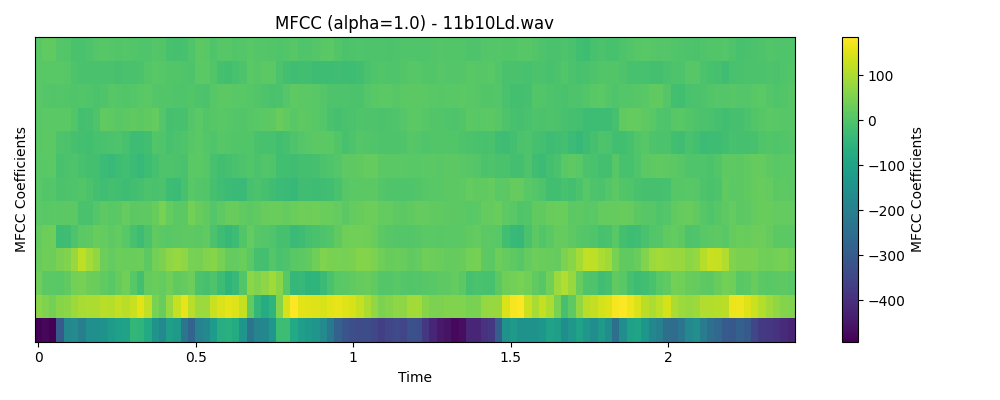 MFCC (alpha=1.0) - 11b10Ld.wav
MFCC Coefficients
100
0
−100
−200
−300
−400
MFCC Coefficients
0
0.5
1
1.5
2
Time